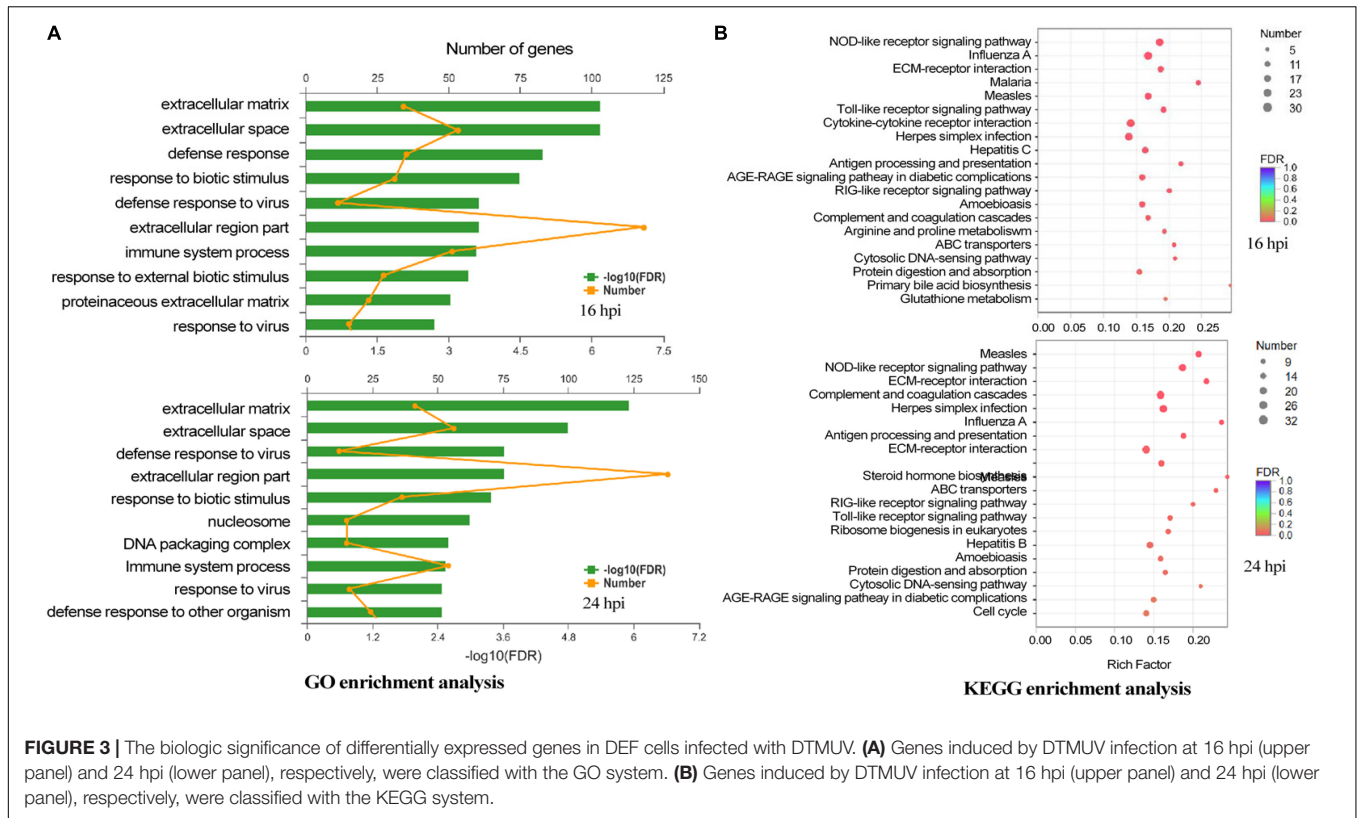 A
Number of genes
0 25 50 75 100 125
extracellular matrix
extracellular space
defense response
response to biotic stimulus
defense response to virus
extracellular region part
immune system process
response to external biotic stimulus
proteinaceous extracellular matrix
response to virus
-log10(FDR)
Number
16 hpi
0 1.5 3 4.5 6 7.5
0 25 50 75 100 125 150
extracellular matrix
extracellular space
defense response to virus
extracellular region part
response to biotic stimulus
nucleosome
DNA packaging complex
Immune system process
response to virus
defense response to other organism
-log10(FDR)
Number
24 hpi
0 1.2 2.4 3.6 4.8 6 7.2
-log10(FDR)
GO enrichment analysis
B
NOD-like receptor signaling pathway
Influenza A
ECM-receptor interaction
Malaria
Measles
Toll-like receptor signaling pathway
Cytokine-cytokine receptor interaction
Herpes simplex infection
Hepatitis C
Antigen processing and presentation
AGE-RAGE signaling patheay in diabetic complications
RIG-like receptor signaling pathway
Amoebiasis
Complement and coagulation cascades
Arginine and proline metaboliswm
ABC transporters
Cytosolic DNA-sensing pathway
Protein digestion and absorption
Primary bile acid biosynthesis
Glutathione metabolism
0.00 0.05 0.10 0.15 0.20 0.25
Number
5
11
17
23
30
FDR
1.0
0.8
0.6
0.4
0.2
0.0
16 hpi
Measles
NOD-like receptor signaling pathway
ECM-receptor interaction
Complement and coagulation cascades
Herpes simplex infection
Influenza A
Antigen processing and presentation
ECM-receptor interaction
Steroid hormone biosynthesis
Measles
ABC transporters
RIG-like receptor signaling pathway
Toll-like receptor signaling pathway
Ribosome biogenesis in eukaryotes
Hepatitis B
Amoebiasis
Protein digestion and absorption
Cytosolic DNA-sensing pathway
AGE-RAGE signaling patheay in diabetic complications
Cell cycle
0.00 0.05 0.10 0.15 0.20
Rich Factor
Number
9
14
20
26
32
FDR
1.0
0.8
0.6
0.4
0.2
0.0
24 hpi
KEGG enrichment analysis
FIGURE 3 | The biologic significance of differentially expressed genes in DEF cells infected with DTMUV. (A) Genes induced by DTMUV infection at 16 hpi (upper
panel) and 24 hpi (lower panel), respectively, were classified with the GO system. (B) Genes induced by DTMUV infection at 16 hpi (upper panel) and 24 hpi (lower
panel), respectively, were classified with the KEGG system.